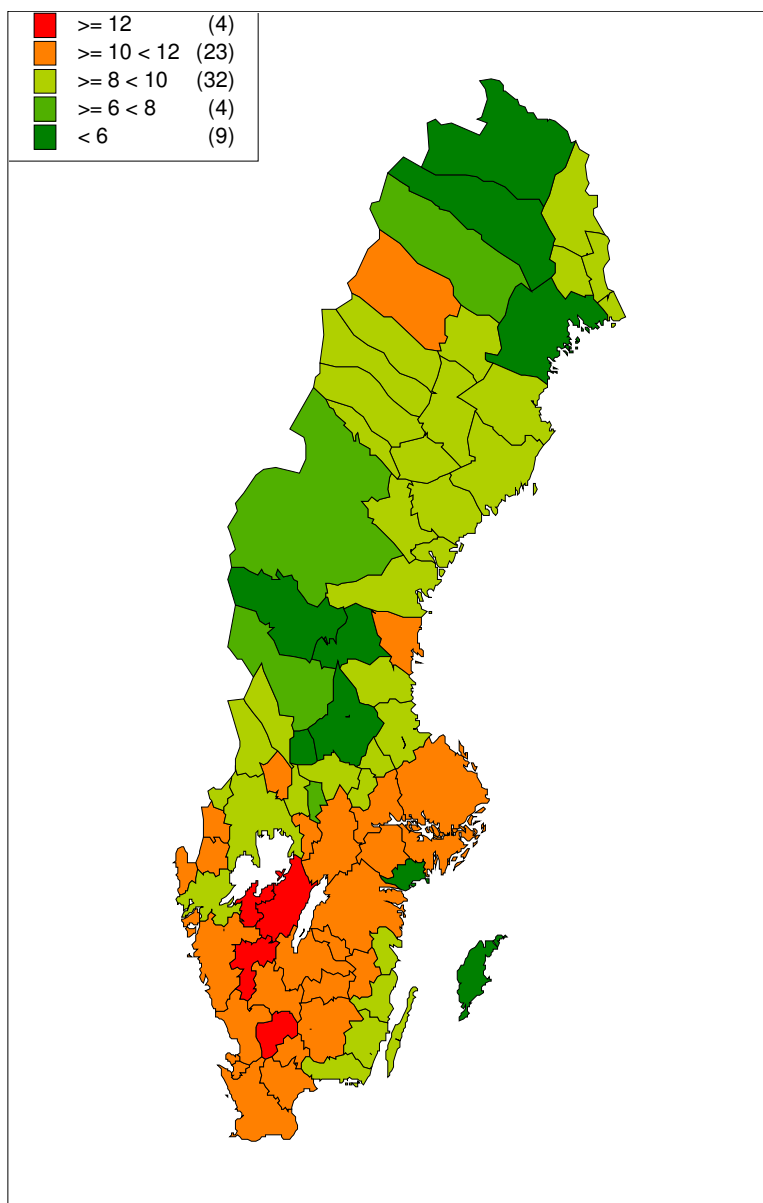 >= 12 (4)
>= 10 < 12 (23)
>= 8 < 10 (32)
>= 6 < 8 (4)
< 6 (9)